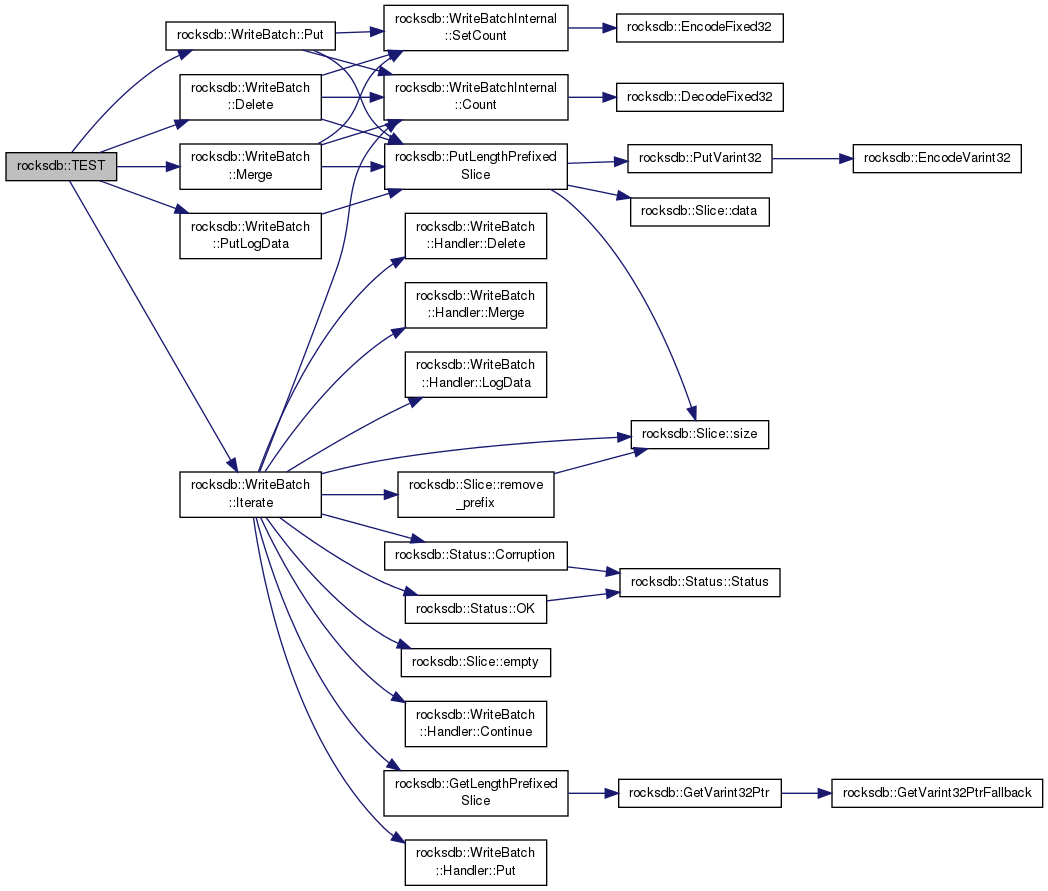 rocksdb::TEST
rocksdb::WriteBatch::Put
rocksdb::WriteBatch
::Delete
rocksdb::WriteBatch
::Merge
rocksdb::WriteBatch
::PutLogData
rocksdb::WriteBatch
::Iterate
rocksdb::WriteBatchInternal
::SetCount
rocksdb::WriteBatchInternal
::Count
rocksdb::PutLengthPrefixed
Slice
rocksdb::WriteBatch
::Handler::Delete
rocksdb::WriteBatch
::Handler::Merge
rocksdb::WriteBatch
::Handler::LogData
rocksdb::Slice::remove
_prefix
rocksdb::Status::Corruption
rocksdb::Status::OK
rocksdb::Slice::empty
rocksdb::WriteBatch
::Handler::Continue
rocksdb::GetLengthPrefixed
Slice
rocksdb::WriteBatch
::Handler::Put
rocksdb::EncodeFixed32
rocksdb::DecodeFixed32
rocksdb::PutVarint32
rocksdb::Slice::data
rocksdb::Slice::size
rocksdb::Status::Status
rocksdb::GetVarint32Ptr
rocksdb::EncodeVarint32
rocksdb::GetVarint32PtrFallback